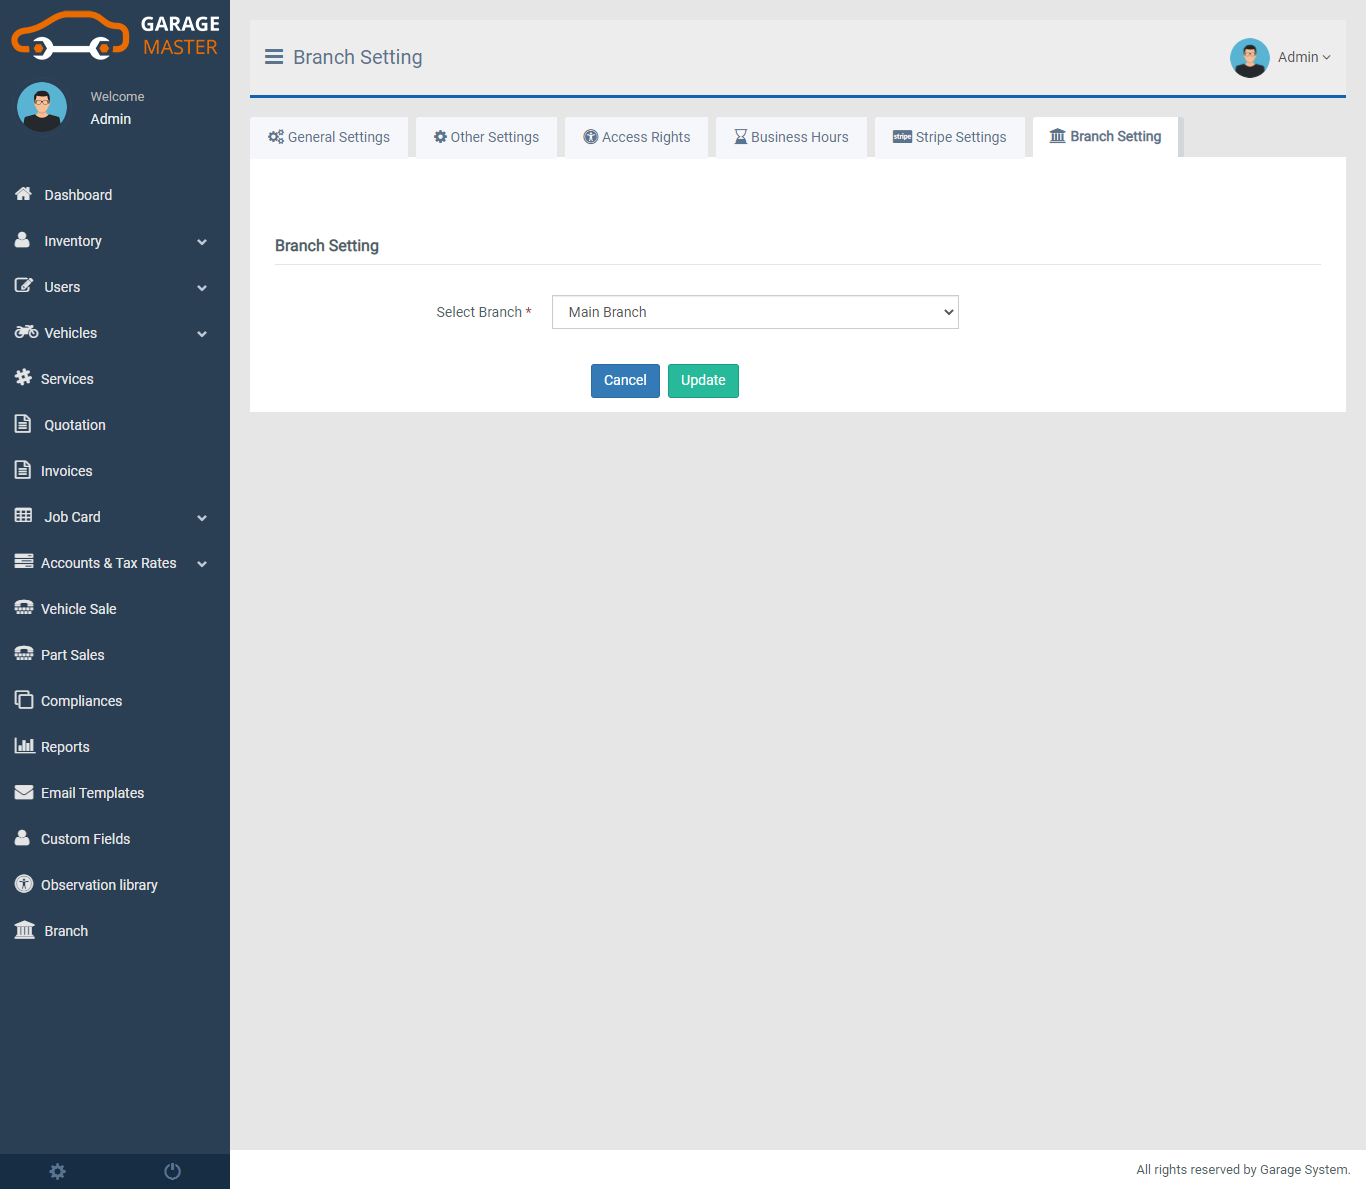 GARAGE
MASTER
Welcome
Admin
Dashboard
Inventory
Users
Vehicles
Services
Quotation
Invoices
Job Card
Accounts & Tax Rates
Vehicle Sale
Part Sales
Compliances
Reports
Email Templates
Custom Fields
Observation library
Branch
Branch Setting
Admin
General Settings
Other Settings
Access Rights
Business Hours
stripe Stripe Settings
Branch Setting
Branch Setting
Select Branch * Main Branch
Cancel Update
All rights reserved by Garage System.